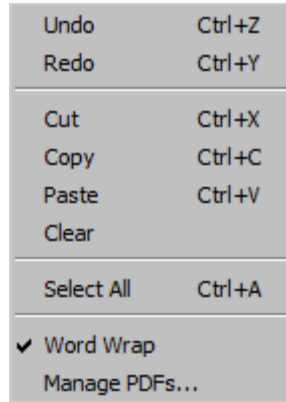 Undo Ctrl+Z
Redo Ctrl+Y
Cut Ctrl+X
Copy Ctrl+C
Paste Ctrl+V
Clear
Select All Ctrl+A
Word Wrap
Manage PDFs...